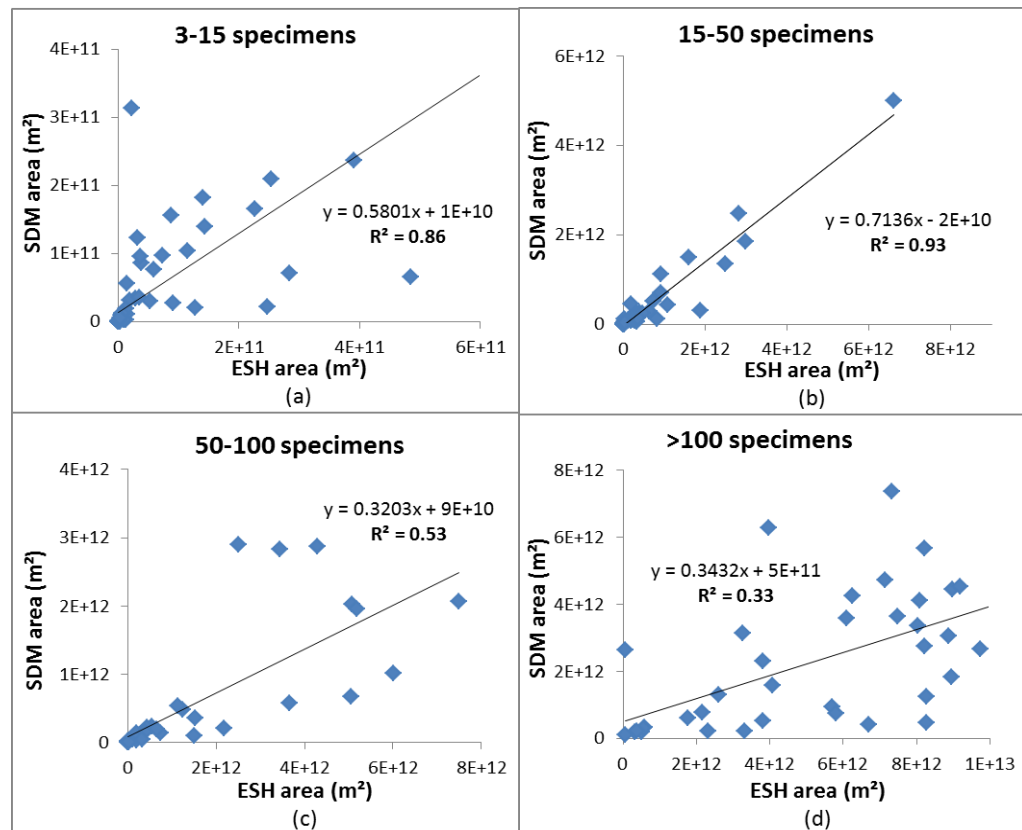 3-15 specimens
4E+11
3E+11
2E+11
1E+11
0
SDM area (m²)
y = 0.5801x + 1E+10
R² = 0.86
0 2E+11 4E+11 6E+11
ESH area (m²)
(a)
15-50 specimens
6E+12
4E+12
2E+12
0
SDM area (m²)
y = 0.7136x - 2E+10
R² = 0.93
0 2E+12 4E+12 6E+12 8E+12
ESH area (m²)
(b)
50-100 specimens
4E+12
3E+12
2E+12
1E+12
0
SDM area (m²)
y = 0.3203x + 9E+10
R² = 0.53
0 2E+12 4E+12 6E+12 8E+12
ESH area (m²)
(c)
>100 specimens
8E+12
6E+12
4E+12
2E+12
0
SDM area (m²)
y = 0.3432x + 5E+11
R² = 0.33
0 2E+12 4E+12 6E+12 8E+12 1E+13
ESH area (m²)
(d)